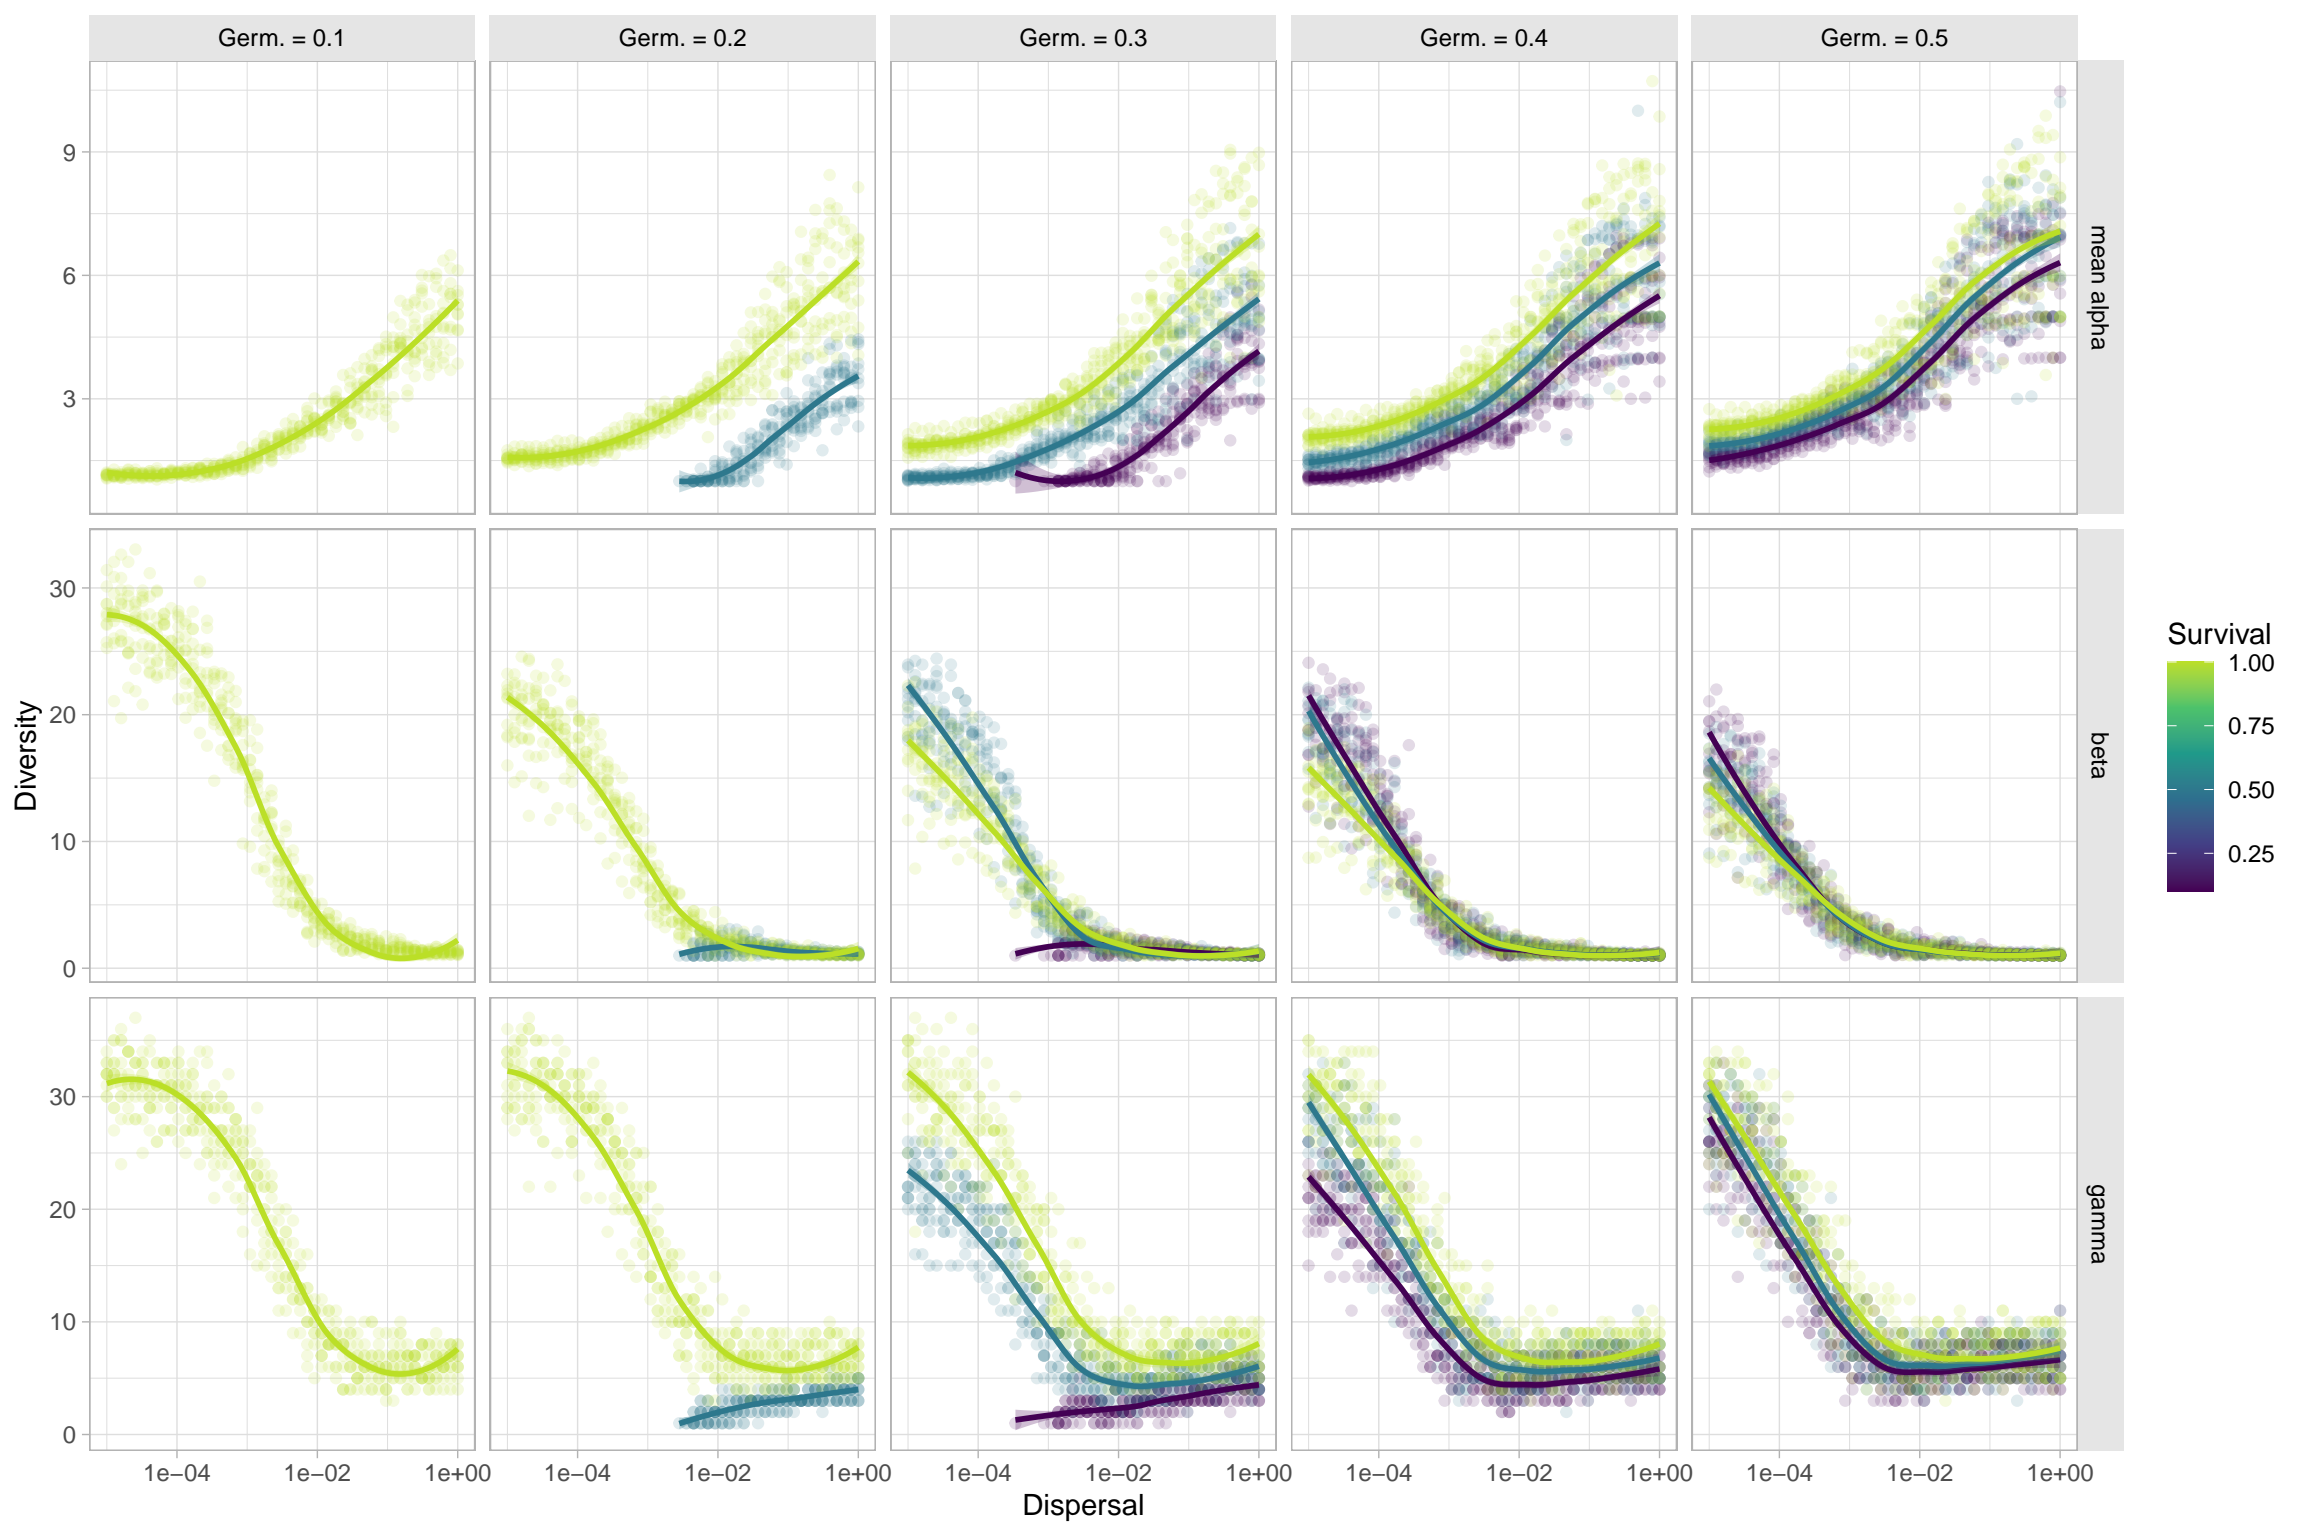 Germ. = 0.1 Germ. = 0.2 Germ. = 0.3 Germ. = 0.4 Germ. = 0.5
9
6
3
mean alpha
30
20
10
0
beta
30
20
10
0
gamma
Diversity
1e−04 1e−02 1e+00 1e−04 1e−02 1e+00 1e−04 1e−02 1e+00 1e−04 1e−02 1e+00 1e−04 1e−02 1e+00
Dispersal
Survival
1.00
0.75
0.50
0.25